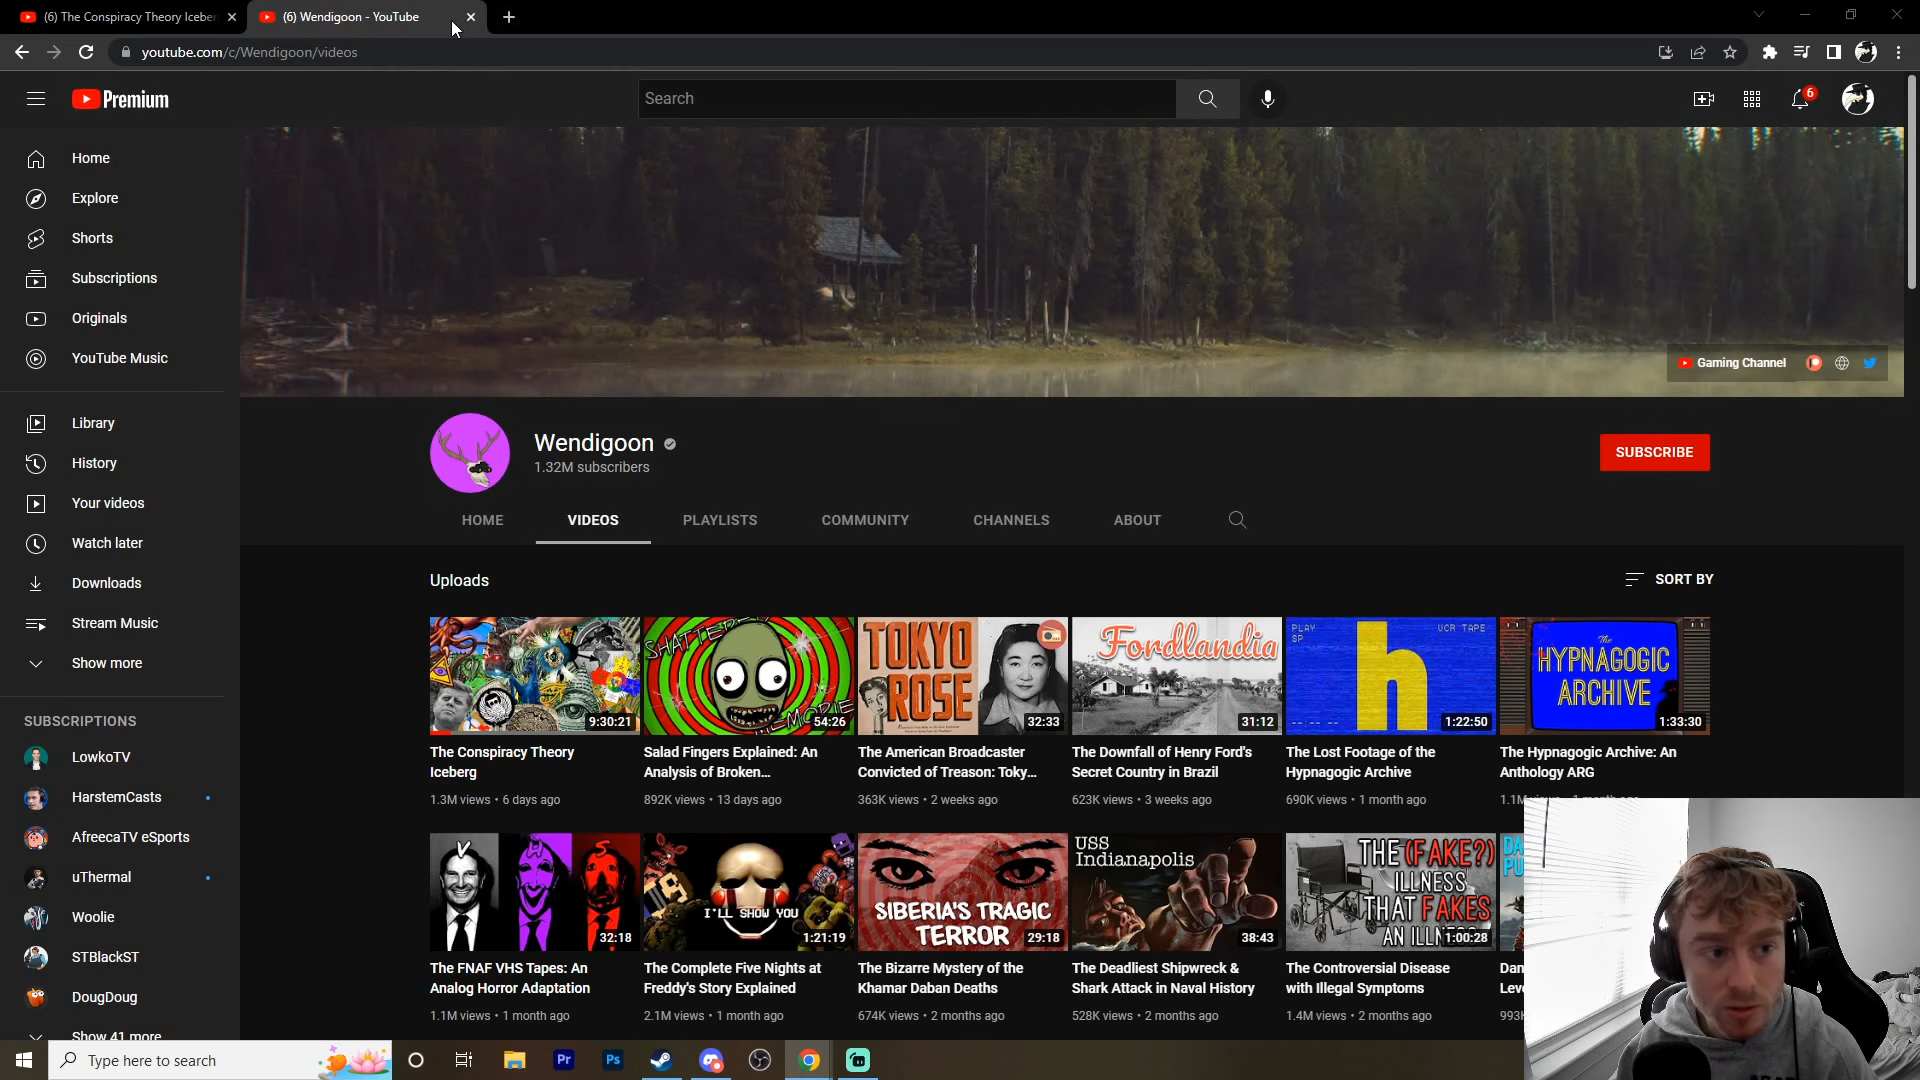 (6) The Conspiracy Theory Iceber
(6) Wendigoon - YouTube
youtube.com/c/Wendigoon/videos
Premium
Search
6
Home
Explore
Shorts
Subscriptions
Originals
YouTube Music
Library
History
Your videos
Watch later
Downloads
Stream Music
Show more
SUBSCRIPTIONS
LowkoTV
HarstemCasts
AfreecaTV eSports
uThermal
Woolie
STBlackST
DougDoug
Show 41 more
Gaming Channel
Wendigoon
1.32M subscribers
SUBSCRIBE
HOME
VIDEOS
PLAYLISTS
COMMUNITY
CHANNELS
ABOUT
Uploads
SORT BY
9:30:21
The Conspiracy Theory
Iceberg
1.3M views • 6 days ago
54:26
Salad Fingers Explained: An
Analysis of Broken...
892K views • 13 days ago
TOKYO
ROSE
32:33
The American Broadcaster
Convicted of Treason: Toky...
363K views • 2 weeks ago
Fordlandia
31:12
The Downfall of Henry Ford's
Secret Country in Brazil
623K views • 3 weeks ago
PLAY
SP
VCR TAPE
h
1:22:50
The Lost Footage of the
Hypnagogic Archive
690K views • 1 month ago
The
HYPNAGOGIC
ARCHIVE
1:33:30
The Hypnagogic Archive: An
Anthology ARG
V
S
32:18
The FNAF VHS Tapes: An
Analog Horror Adaptation
1.1M views • 1 month ago
I'LL SHOW YOU
1:21:19
The Complete Five Nights at
Freddy's Story Explained
2.1M views • 1 month ago
SIBERIA'S TRAGIC
TERROR
29:18
The Bizarre Mystery of the
Khamar Daban Deaths
674K views • 2 months ago
USS
Indianapolis
38:43
The Deadliest Shipwreck &
Shark Attack in Naval History
528K views • 2 months ago
THE (FAKE?)
ILLNESS
THAT FAKES
AN ILLN
1:00:28
The Controversial Disease
with Illegal Symptoms
1.4M views • 2 months ago
DA
PU
Dan
Lev
993K
Type here to search
Pr
Ps